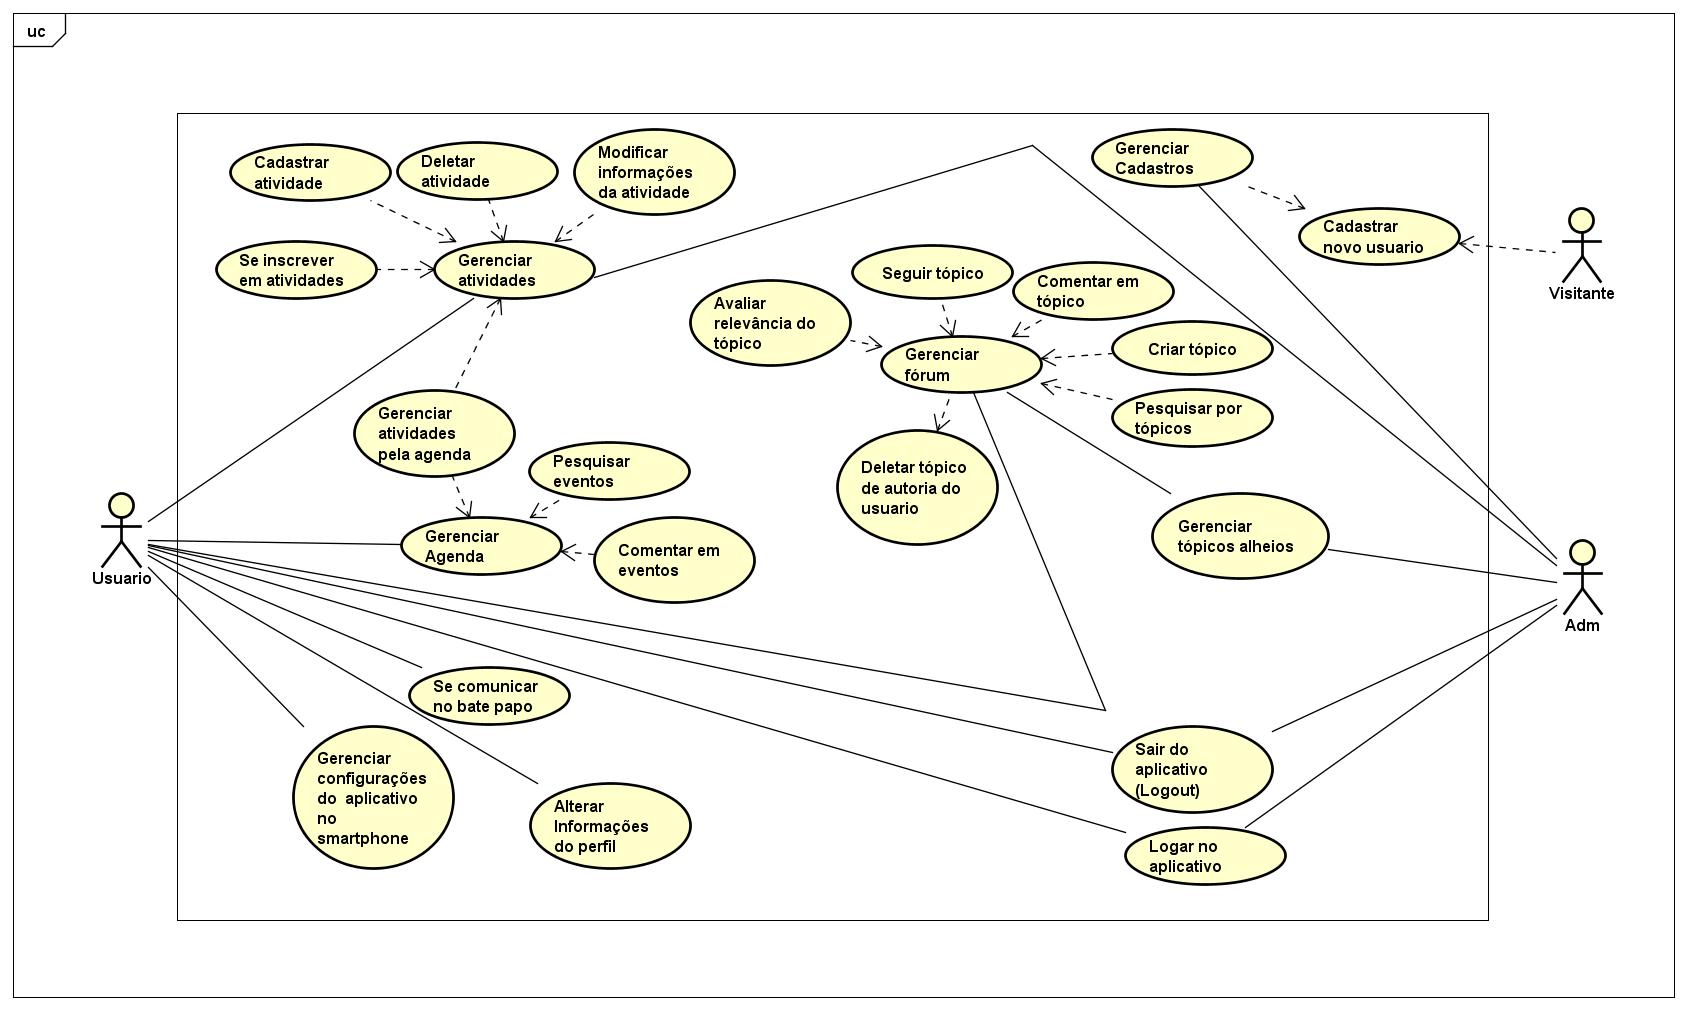 uc
Cadastrar
atividade
Deletar
atividade
Modificar
informações
da atividade
Gerenciar
Cadastros
Cadastrar
novo usuario
Visitante
Se inscrever
em atividades
Gerenciar
atividades
Seguir tópico
Comentar em
tópico
Avaliar
relevância do
tópico
Gerenciar
fórum
Criar tópico
Pesquisar por
tópicos
Gerenciar
atividades
pela agenda
Pesquisar
eventos
Deletar tópico
de autoria do
usuario
Gerenciar
tópicos alheios
Usuario
Gerenciar
Agenda
Comentar em
eventos
Adm
Se comunicar
no bate papo
Gerenciar
configurações
do  aplicativo
no
smartphone
Alterar
Informações
do perfil
Sair do
aplicativo
(Logout)
Logar no
aplicativo